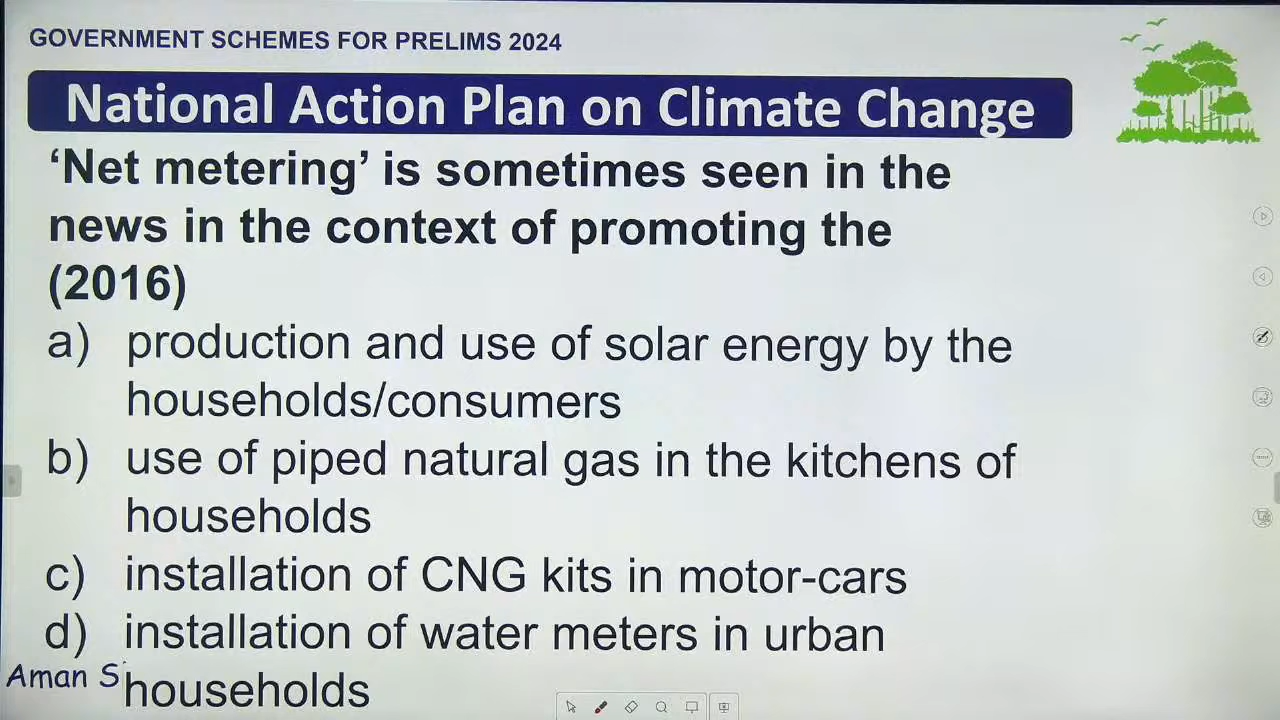 GOVERNMENT SCHEMES FOR PRELIMS 2024
National Action Plan on Climate Change
‘Net metering’ is sometimes seen in the
news in the context of promoting the
(2016)
a) production and use of solar energy by the
households/consumers
b) use of piped natural gas in the kitchens of
households
c) installation of CNG kits in motor-cars
d) installation of water meters in urban
households
Aman S